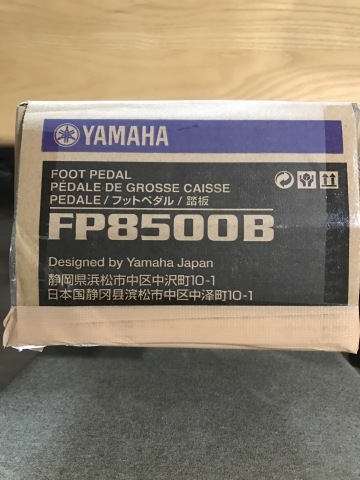 YAMAHA
FOOT PEDAL
PÉDALE DE GROSSE CAISSE
PEDALE / フットペダル / 踏板
FP8500B
Designed by Yamaha Japan
静岡県浜松市中区中沢町10-1
日本国静冈县滨松市中区中泽町10-1